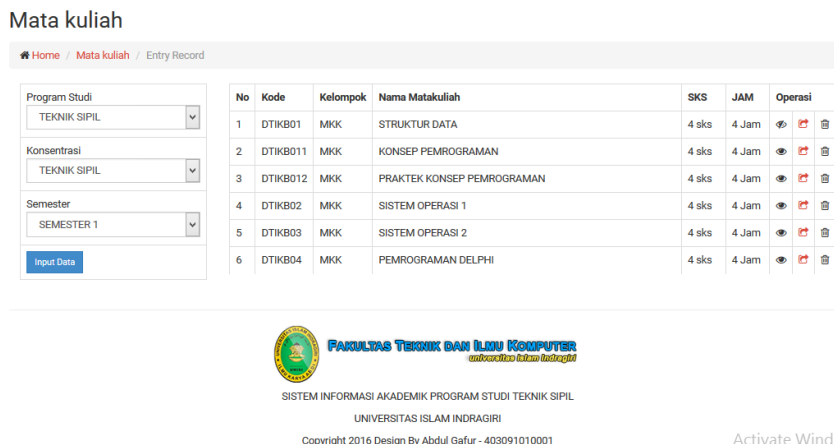 Mata kuliah
Home / Mata kuliah / Entry Record
Program Studi
TEKNIK SIPIL
Konsentrasi
TEKNIK SIPIL
Semester
SEMESTER 1
Input Data
No Kode Kelompok Nama Matakuliah SKS JAM Operasi
1 DTIKB01 MKK STRUKTUR DATA 4 sks 4 Jam
2 DTIKB011 MKK KONSEP PEMROGRAMAN 4 sks 4 Jam
3 DTIKB012 MKK PRAKTEK KONSEP PEMROGRAMAN 4 sks 4 Jam
4 DTIKB02 MKK SISTEM OPERASI 1 4 sks 4 Jam
5 DTIKB03 MKK SISTEM OPERASI 2 4 sks 4 Jam
6 DTIKB04 MKK PEMROGRAMAN DELPHI 4 sks 4 Jam
FAKULTAS TEKNIK DAN ILMU KOMPUTER
universitas islam indragiri
SISTEM INFORMASI AKADEMIK PROGRAM STUDI TEKNIK SIPIL
UNIVERSITAS ISLAM INDRAGIRI
Copyright 2016 Design By Abdul Gafur - 403091010001
Activate Wind